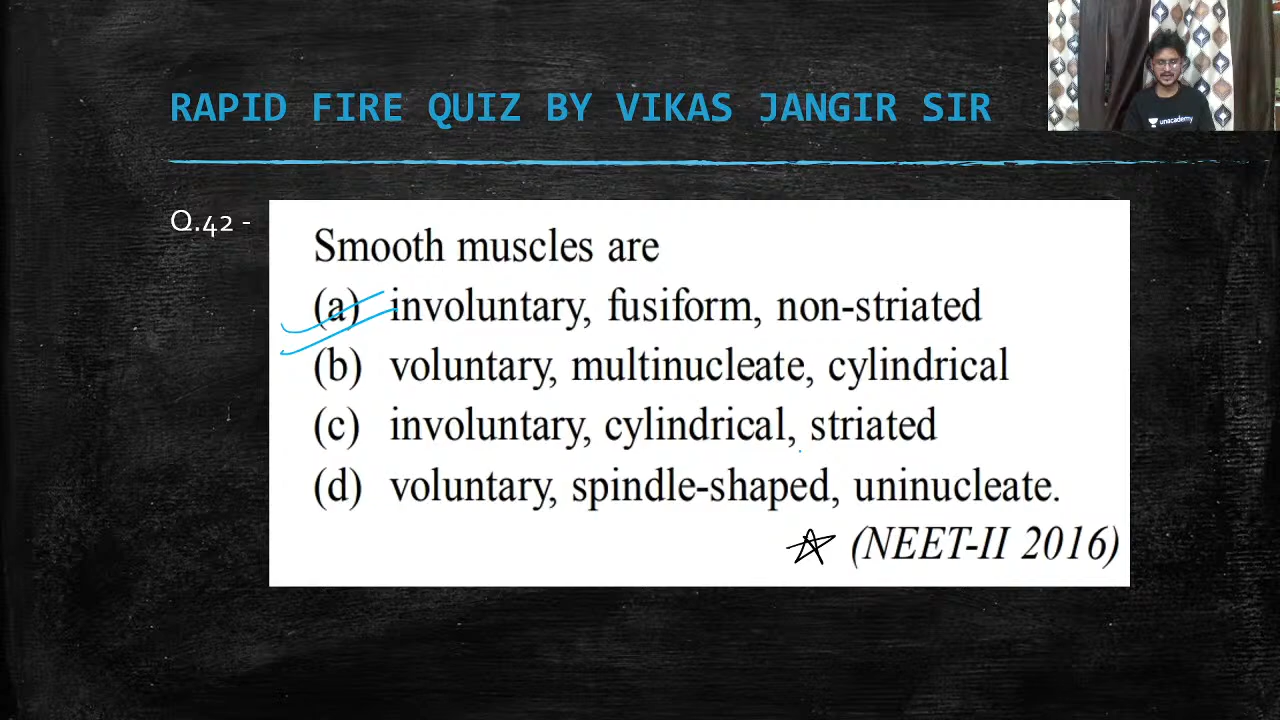 RAPID FIRE QUIZ BY VIKAS JANGIR SIR
unacademy
Q.42 -
Smooth muscles are
(a) involuntary, fusiform, non-striated
(b) voluntary, multinucleate, cylindrical
(c) involuntary, cylindrical, striated
(d) voluntary, spindle-shaped, uninucleate.
(NEET-II 2016)